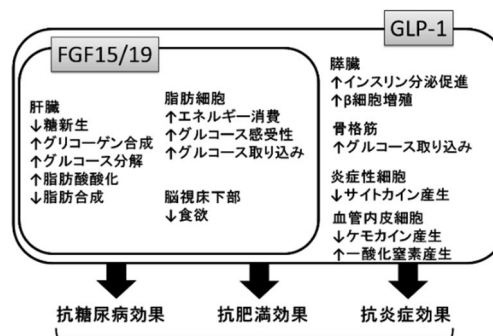 GLP-1
FGF15/19
肝臓
↓糖新生
↑グリコーゲン合成
↑グルコース分解
↑脂肪酸酸化
↓脂肪合成
脂肪細胞
↑エネルギー消費
↑グルコース感受性
↑グルコース取り込み
脳視床下部
↓食欲
膵臓
↑インスリン分泌促進
↑β細胞増殖
骨格筋
↑グルコース取り込み
炎症性細胞
↓サイトカイン産生
血管内皮細胞
↓ケモカイン産生
↑一酸化窒素産生
抗糖尿病効果
抗肥満効果
抗炎症効果